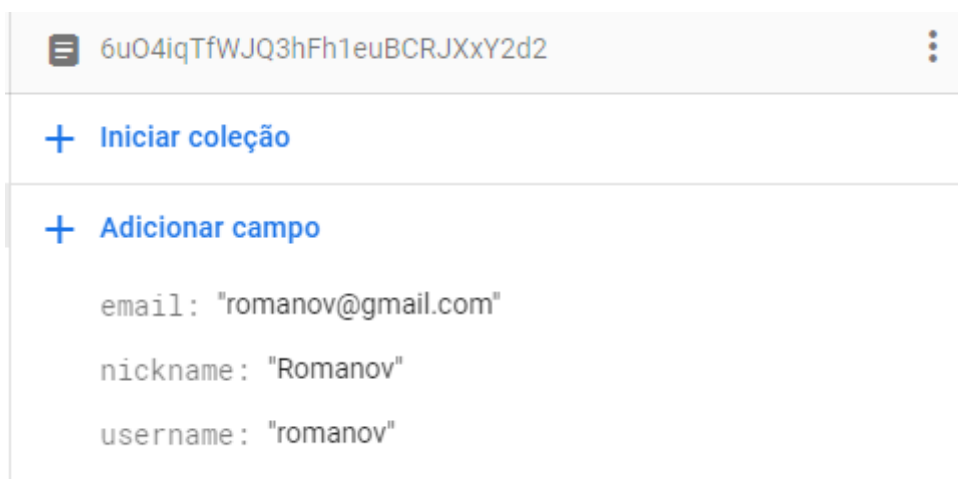 6uO4iqTfWJQ3hFh1euBCRJXxY2d2
Iniciar coleção
Adicionar campo
email: "romanov@gmail.com"
nickname: "Romanov"
username: "romanov"